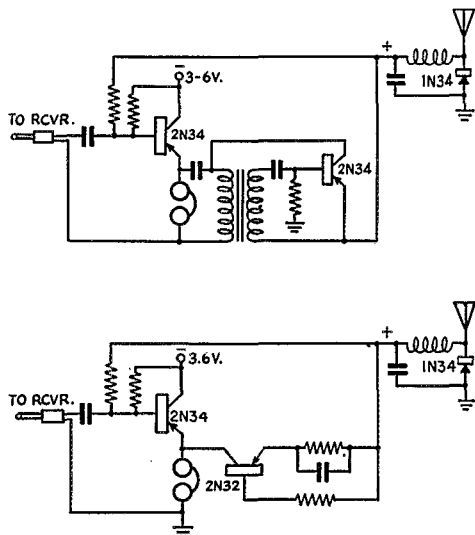 +
1N34
3-6V.
2N34
TO RCVR.
2N34
+
1N34
3.6V.
TO RCVR.
2N34
2N32